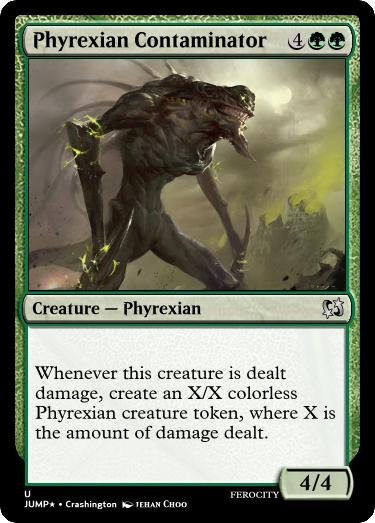 Phyrexian Contaminator 4
Creature — Phyrexian
Whenever this creature is dealt
damage, create an X/X colorless
Phyrexian creature token, where X is
the amount of damage dealt.
4/4
U
JUMP★ • Crashington JEHAN CHOO
FEROCITY